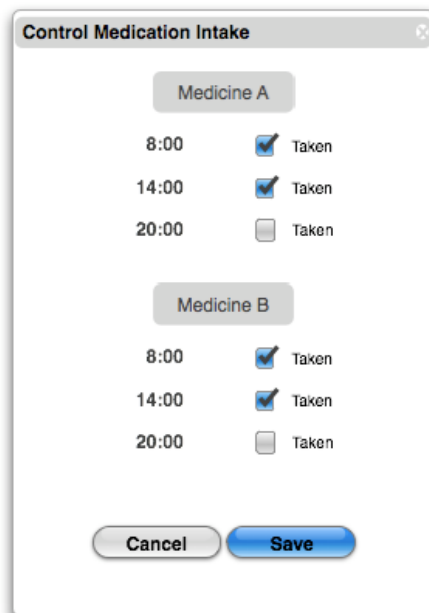 Control Medication Intake
Medicine A
8:00 Taken
14:00 Taken
20:00 Taken
Medicine B
8:00 Taken
14:00 Taken
20:00 Taken
Cancel Save